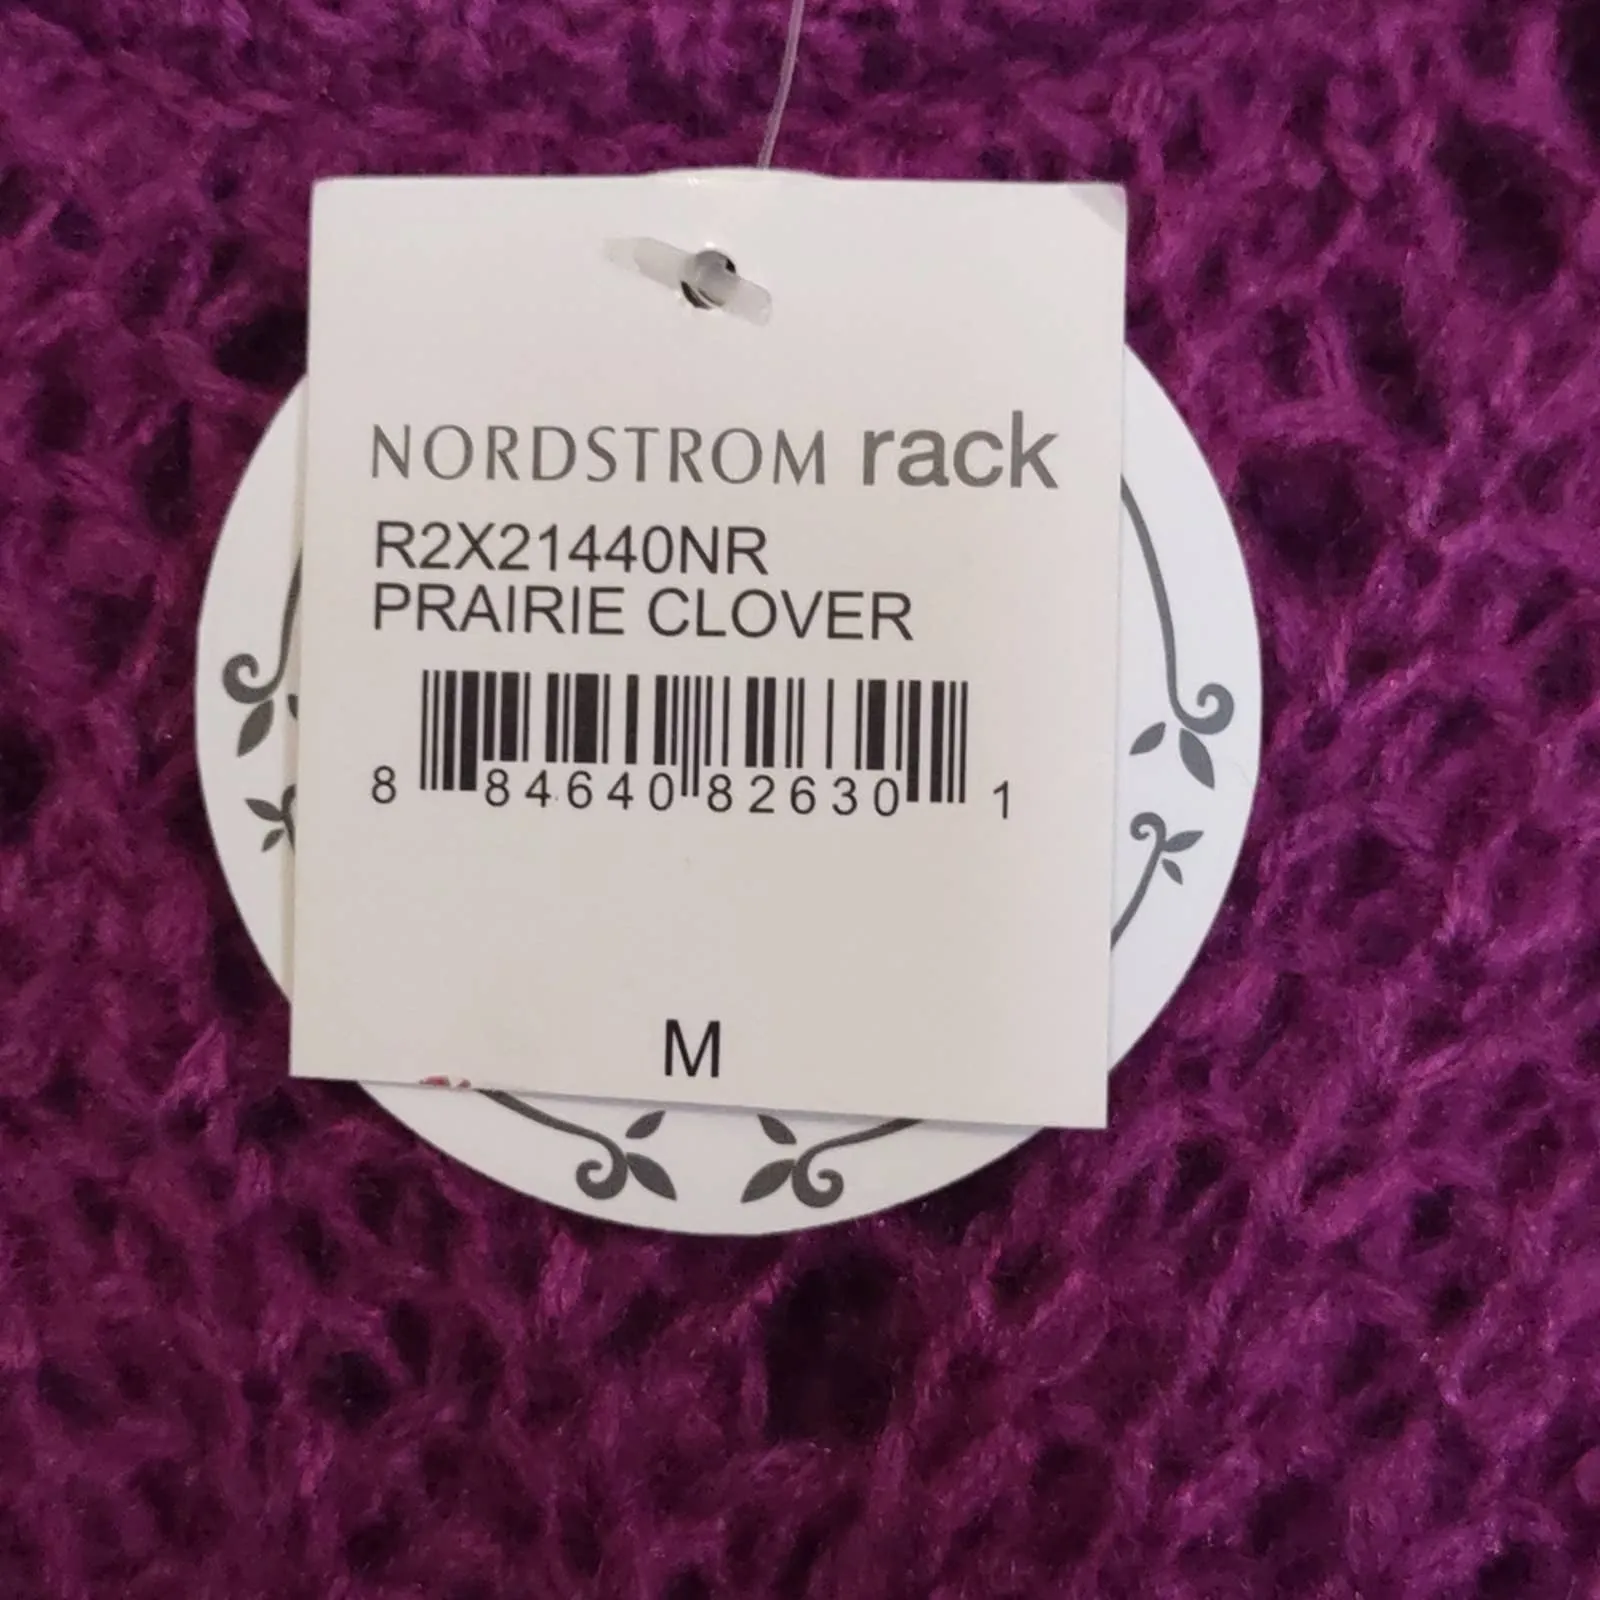 NORDSTROM rack
R2X21440NR
PRAIRIE CLOVER
8 84640 82630 1
M